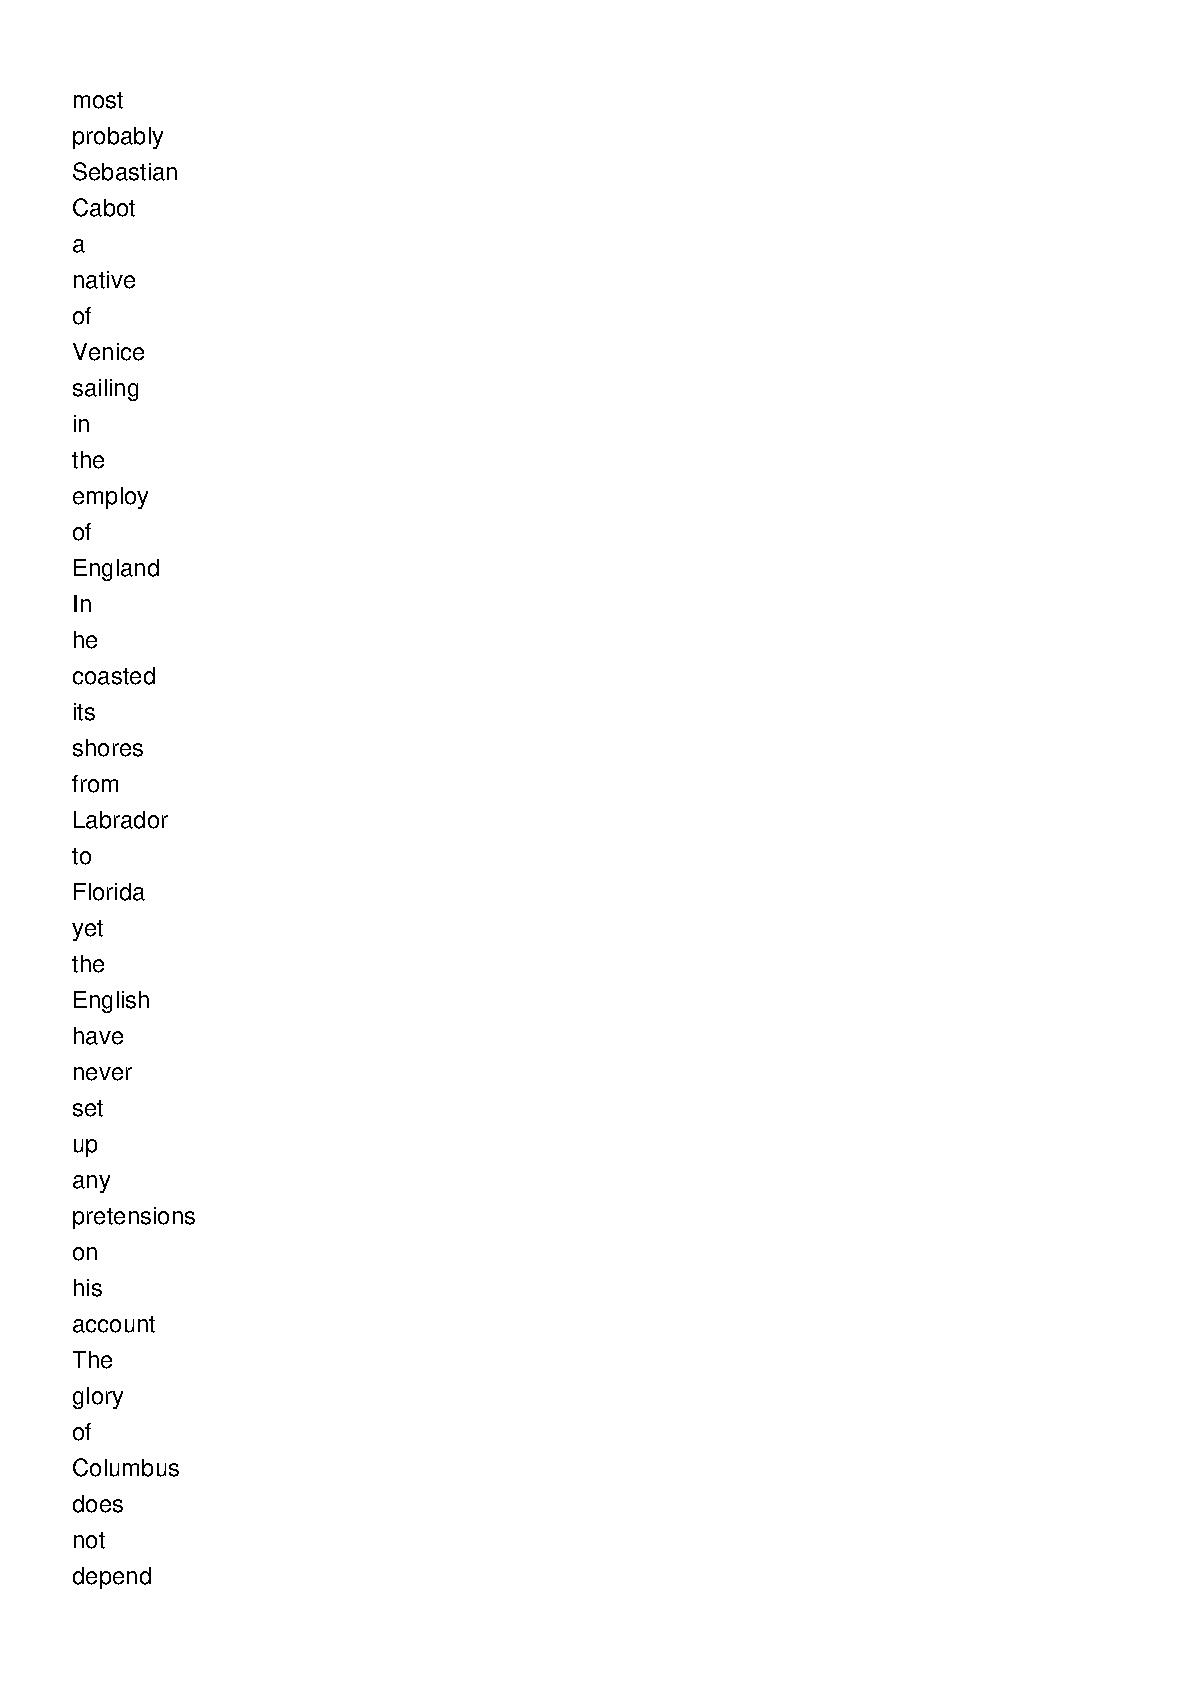 most
probably
Sebastian
Cabot
a
native
of
Venice
sailing
in
the
employ
of
England
In
he
coasted
its
shores
from
Labrador
to
Florida
yet
the
English
have
never
set
up
any
pretensions
on
his
account
The
glory
of
Columbus
does
not
depend